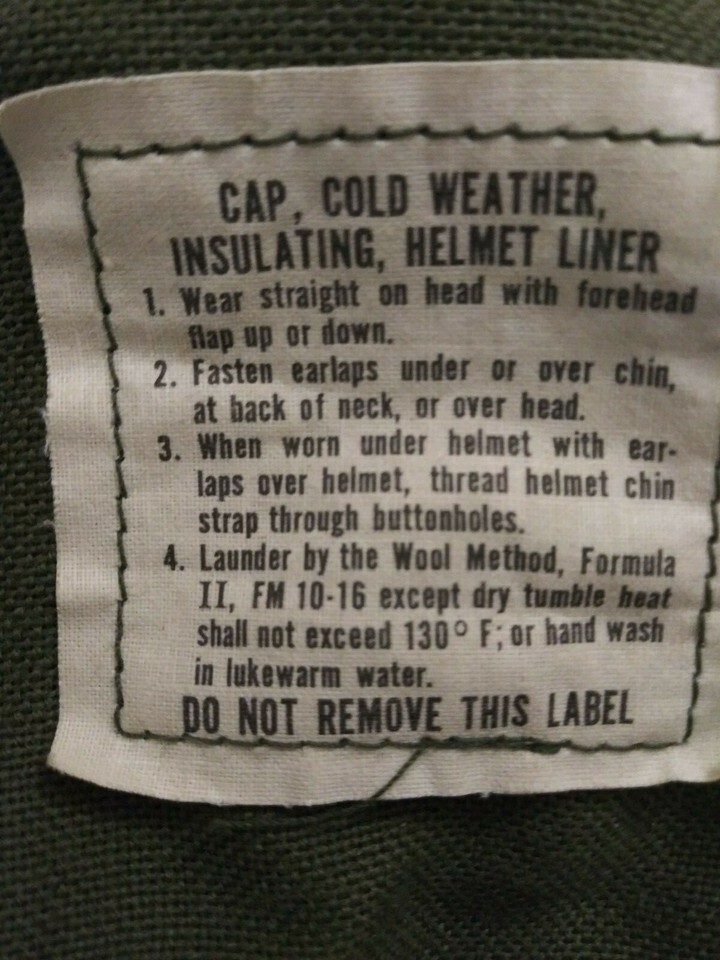 CAP, COLD WEATHER,
INSULATING, HELMET LINER
1. Wear straight on head with forehead
flap up or down.
2. Fasten earlaps under or over chin,
at back of neck, or over head.
3. When worn under helmet with ear-
laps over helmet, thread helmet chin
strap through buttonholes.
4. Launder by the Wool Method, Formula
II, FM 10-16 except dry tumble heat
shall not exceed 130° F; or hand wash
in lukewarm water.
DO NOT REMOVE THIS LABEL